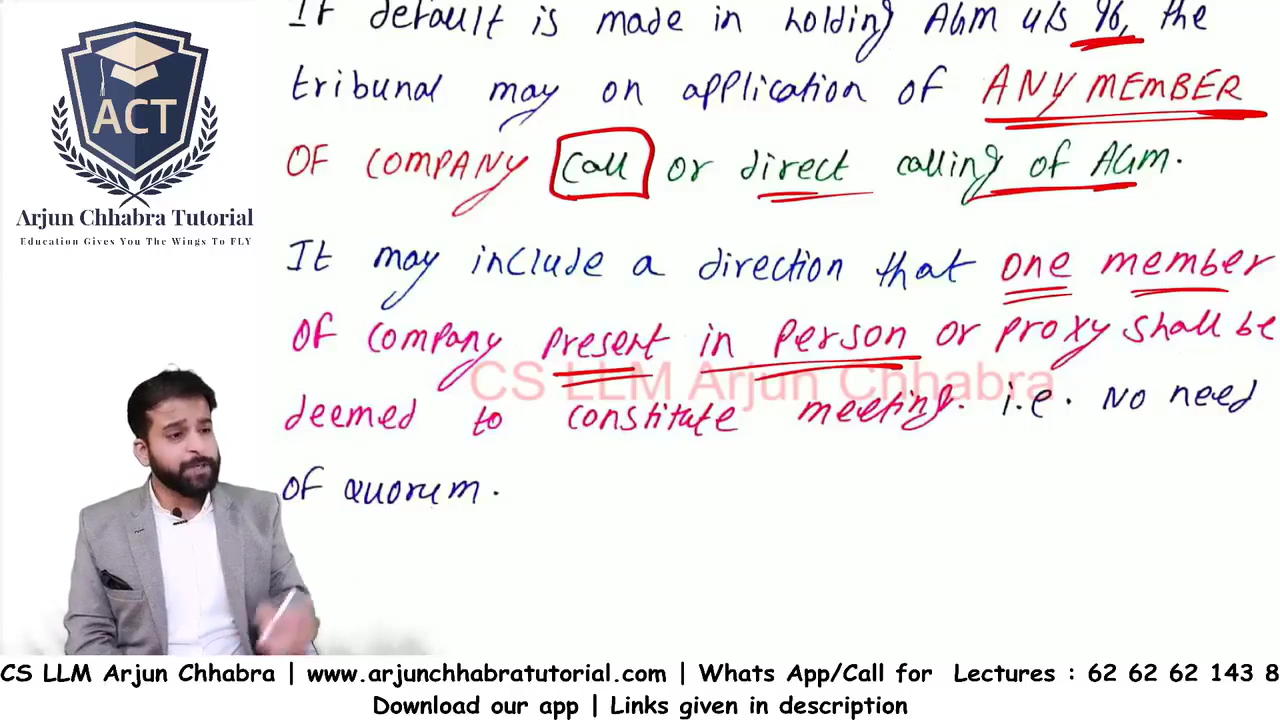 If default is made in holding AGM u/s 96, the
tribunal may on application of ANY MEMBER
OF COMPANY Call or direct calling of AGM.
It may include a direction that one member
of company present in person or proxy shall be
deemed to constitute meeting. i.e. No need
of quorum.
ACT
Arjun Chhabra Tutorial
Education Gives You The Wings To FLY
CS LLM Arjun Chhabra
CS LLM Arjun Chhabra | www.arjunchhabratutorial.com | Whats App/Call for Lectures : 62 62 62 143 8
Download our app | Links given in description